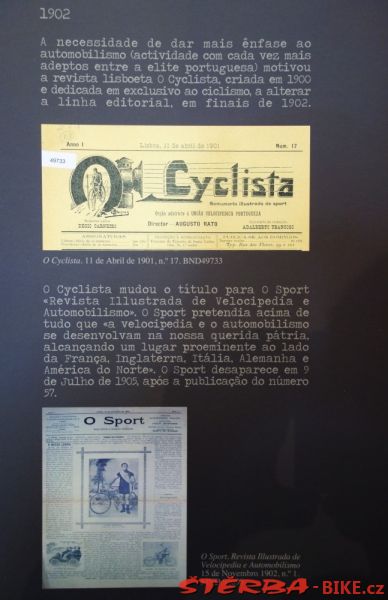 1902
A necessidade de dar mais ênfase ao
automobilismo (actividade com cada vez mais
adeptos entre a elite portuguesa) motivou
a revista lisboeta O Cyclista, criada em 1900
e dedicada em exclusivo ao ciclismo, a alterar
a linha editorial, em finais de 1902.
Anno I
Lisboa, 11 de abril de 1901
Num. 17
49733
O Cyclista
Semanario illustrado de sport
Orgão adstricto á UNIÃO VELOCIPEDICA PORTUGUEZA
Director - AUGUSTO RATO
ASSIGNATURAS
O Cyclista. 11 de Abril de 1901, n.º 17. BND49733
O Cyclista mudou o título para O Sport
«Revista Illustrada de Velocipedia e
Automobilismo». O Sport pretendia acima de
tudo que «a velocipedia e o automobilismo
se desenvolvam na nossa querida pátria,
alcançando um lugar proeminente ao lado
da França, Inglaterra, Itália, Alemanha e
América do Norte». O Sport desaparece em 9
de Julho de 1905, após a publicação do número
57.
O Sport
O Sport, Revista Illustrada de
Velocipedia e Automobilismo
15 de Novembro 1902, n.º 1.
ŠTERBA-BIKE.cz